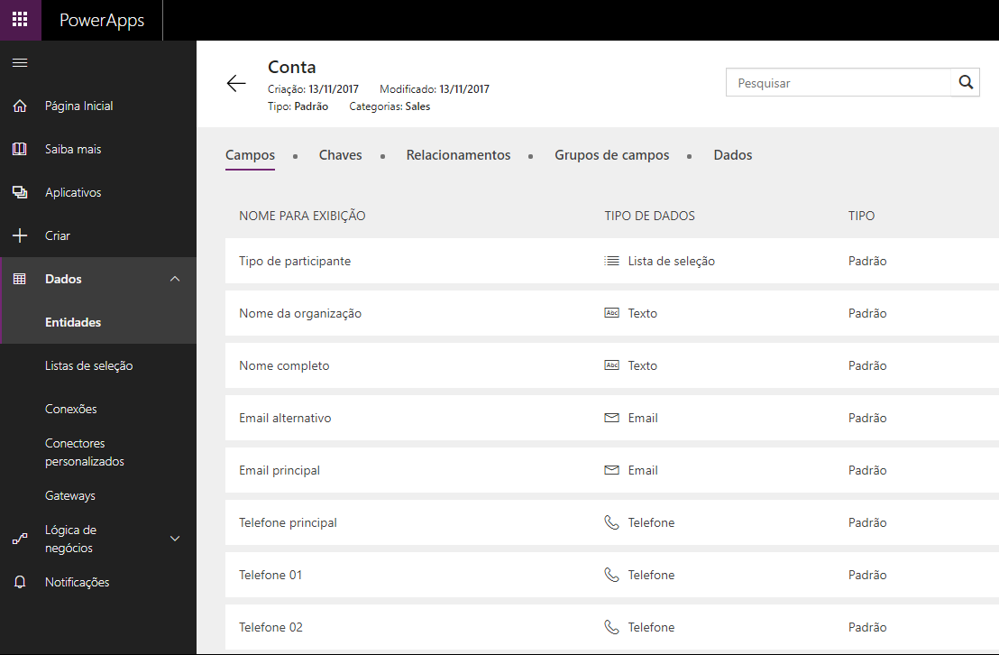 PowerApps
Página Inicial
Saiba mais
Aplicativos
Criar
Dados
Entidades
Listas de seleção
Conexões
Conectores
personalizados
Gateways
Lógica de
negócios
Notificações
Conta
Criação: 13/11/2017 Modificado: 13/11/2017
Tipo: Padrão Categorias: Sales
Pesquisar
Campos • Chaves • Relacionamentos • Grupos de campos • Dados
NOME PARA EXIBIÇÃO TIPO DE DADOS TIPO
Tipo de participante Lista de seleção Padrão
Nome da organização Abc Texto Padrão
Nome completo Abc Texto Padrão
Email alternativo Email Padrão
Email principal Email Padrão
Telefone principal Telefone Padrão
Telefone 01 Telefone Padrão
Telefone 02 Telefone Padrão